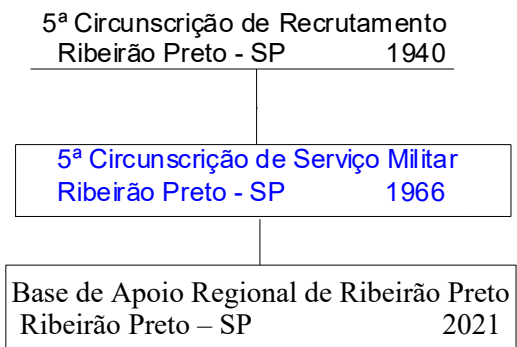 5ª Circunscrição de Recrutamento
Ribeirão Preto - SP 1940
5ª Circunscrição de Serviço Militar
Ribeirão Preto - SP 1966
Base de Apoio Regional de Ribeirão Preto
Ribeirão Preto – SP 2021